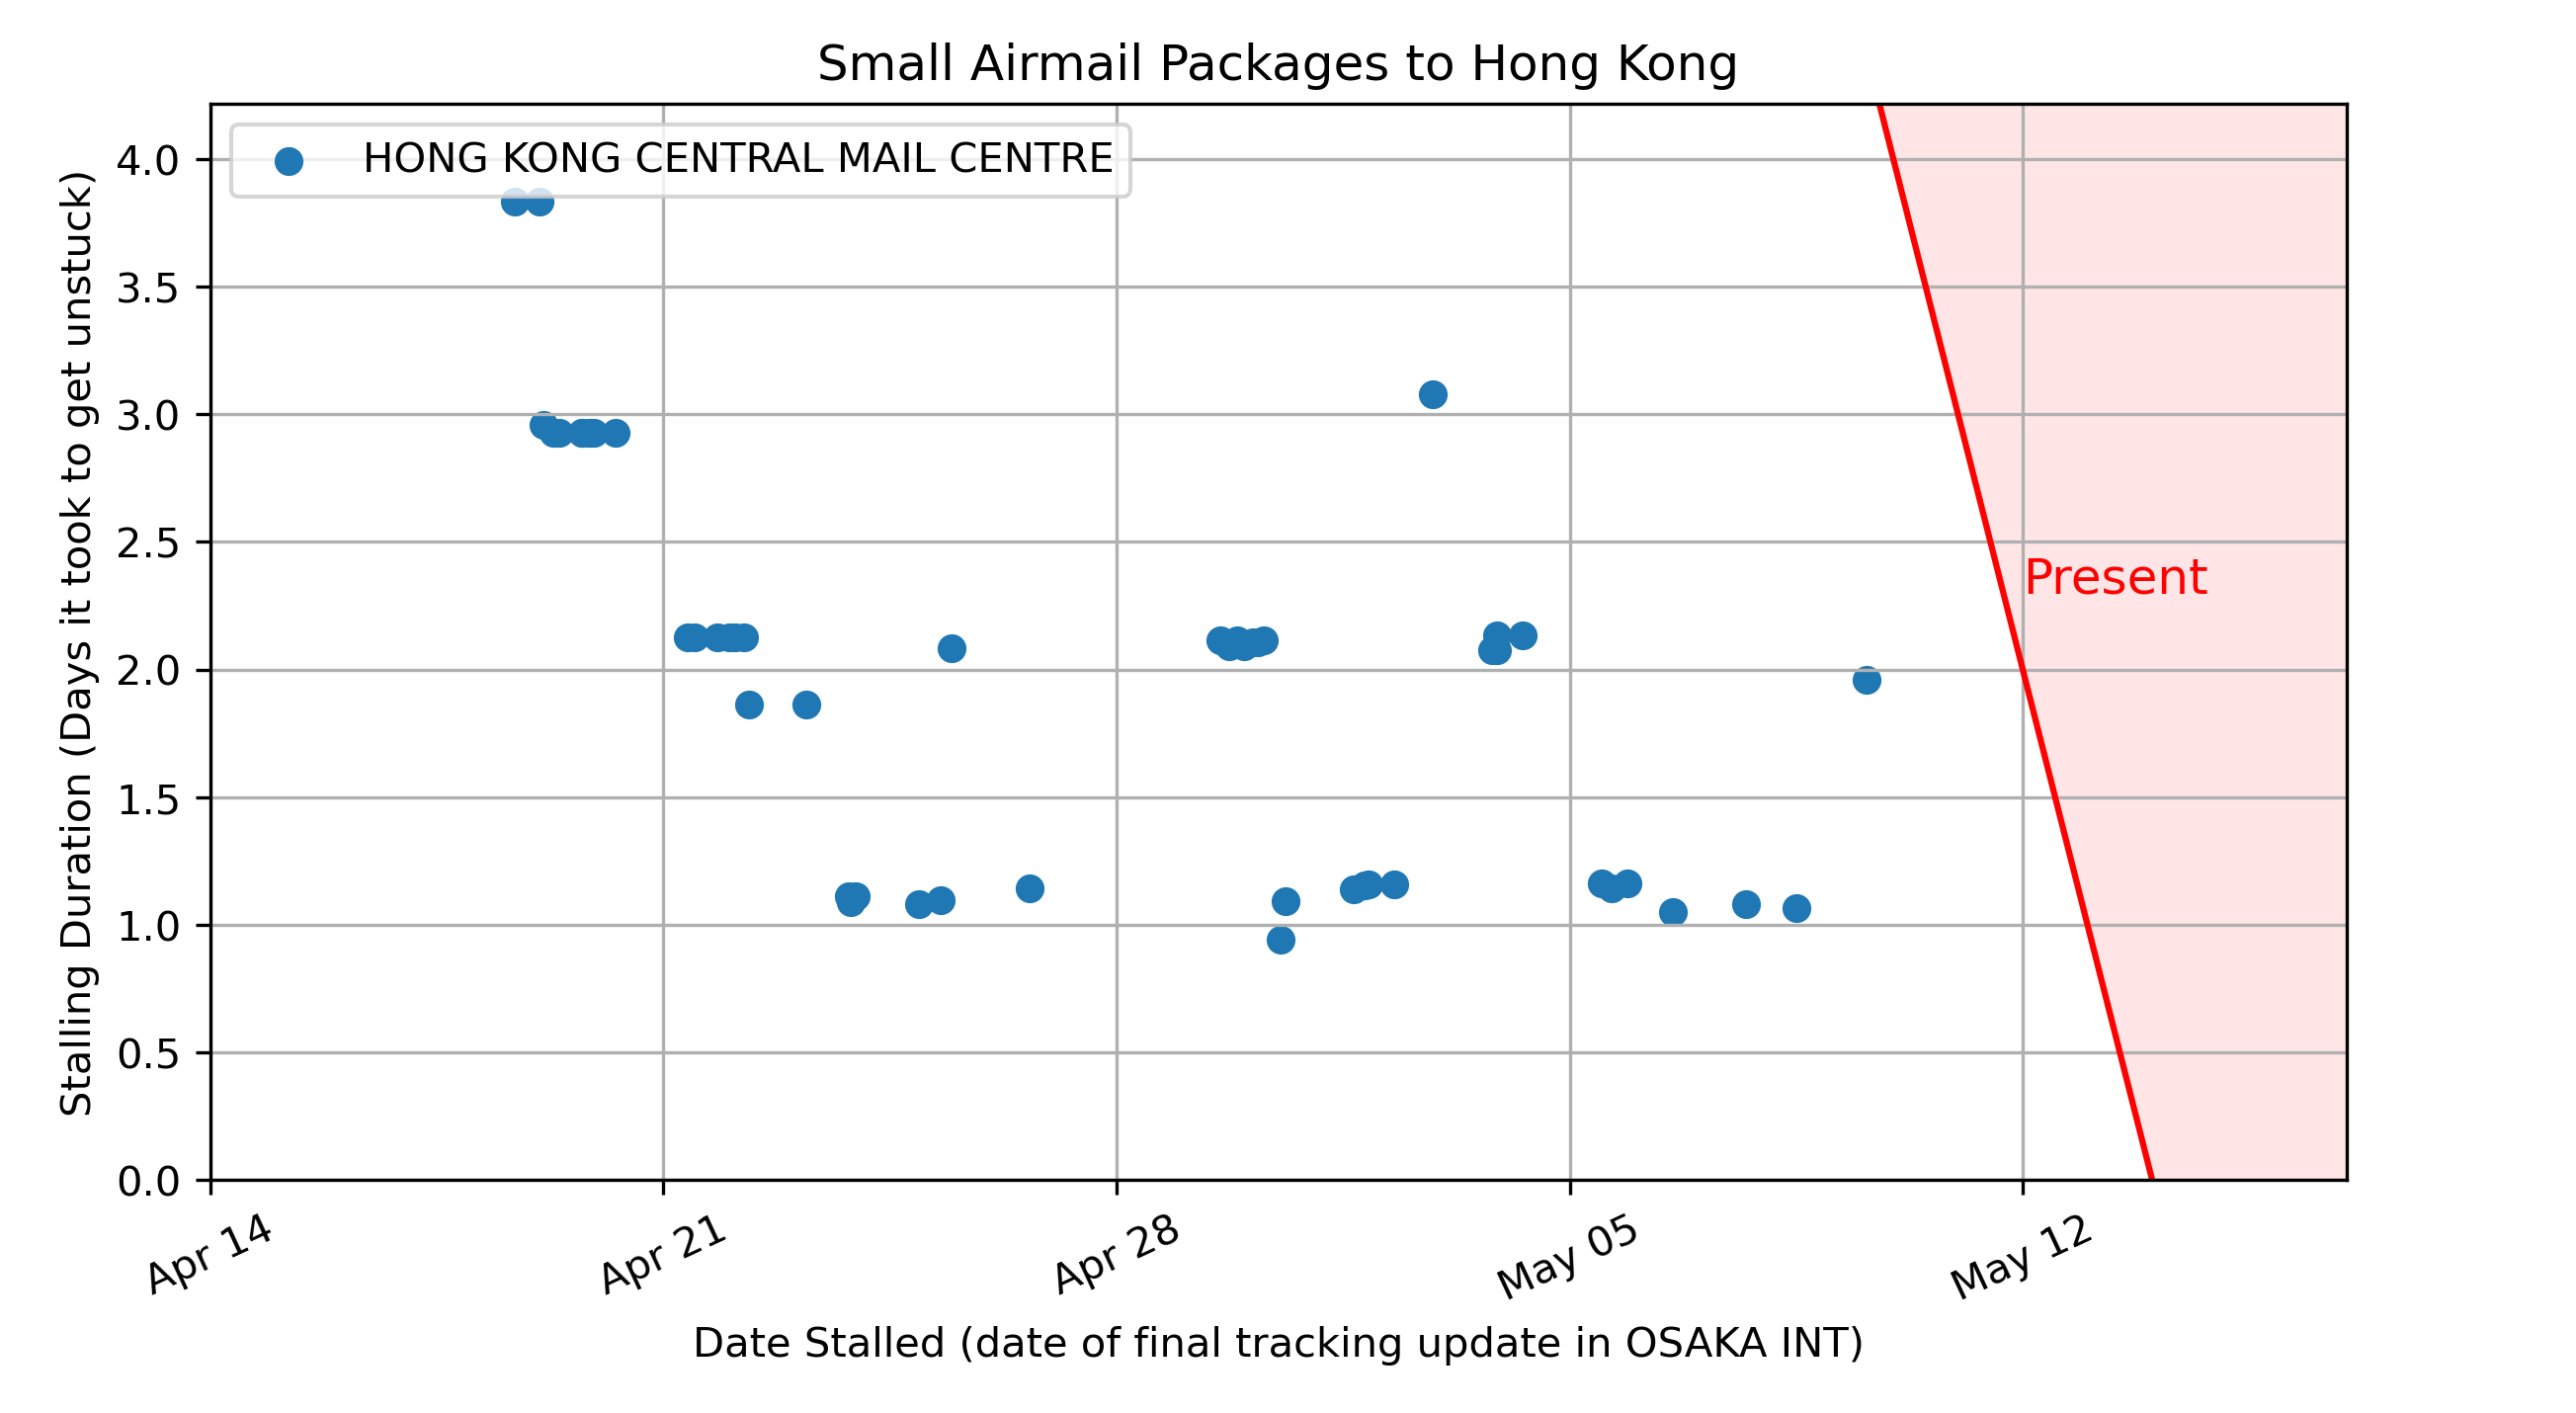 Small Airmail Packages to Hong Kong
HONG KONG CENTRAL MAIL CENTRE
Stalling Duration (Days it took to get unstuck)
4.0
3.5
3.0
2.5
2.0
1.5
1.0
0.5
0.0
Present
Apr 14
Apr 21
Apr 28
May 05
May 12
Date Stalled (date of final tracking update in OSAKA INT)